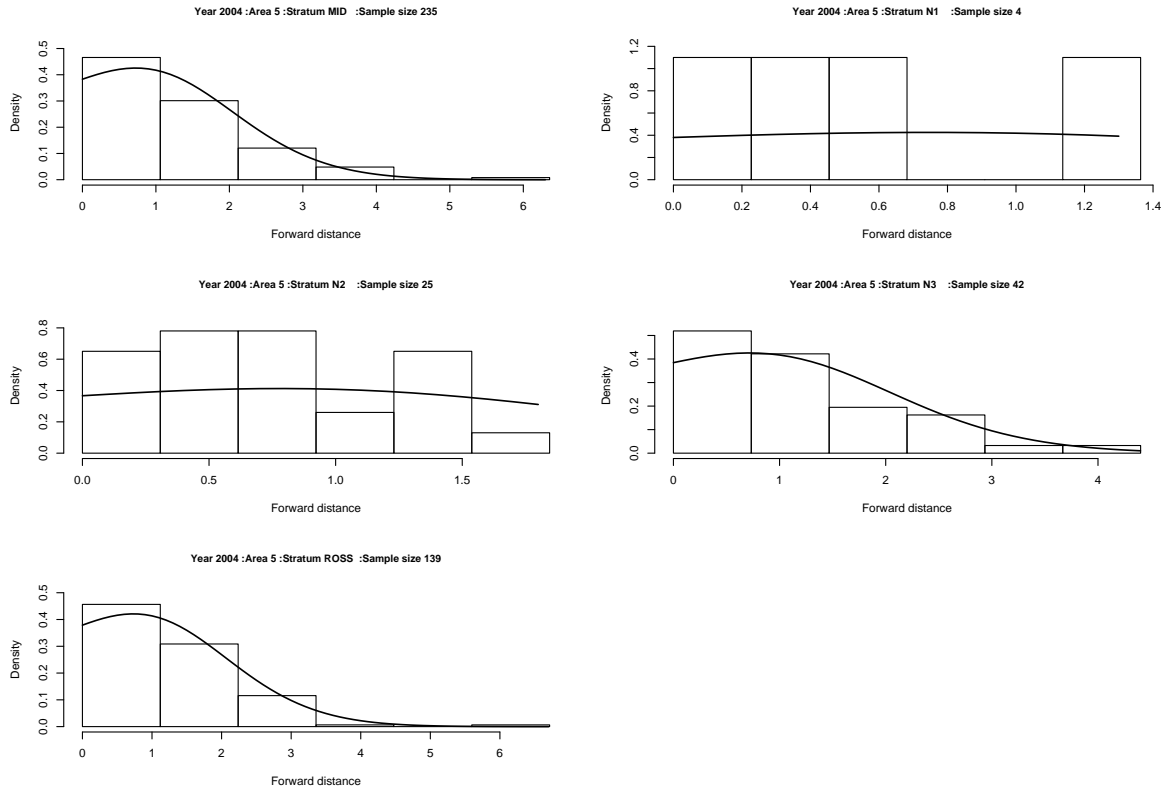 Year 2004 :Area 5 :Stratum MID :Sample size 235
Density
0.0 0.1 0.2 0.3 0.4 0.5
0 1 2 3 4 5 6
Forward distance
Year 2004 :Area 5 :Stratum N1 :Sample size 4
Density
0.0 0.4 0.8 1.2
0.0 0.2 0.4 0.6 0.8 1.0 1.2 1.4
Forward distance
Year 2004 :Area 5 :Stratum N2 :Sample size 25
Density
0.0 0.2 0.4 0.6 0.8
0.0 0.5 1.0 1.5
Forward distance
Year 2004 :Area 5 :Stratum N3 :Sample size 42
Density
0.0 0.2 0.4
0 1 2 3 4
Forward distance
Year 2004 :Area 5 :Stratum ROSS :Sample size 139
Density
0.0 0.1 0.2 0.3 0.4 0.5
0 1 2 3 4 5 6
Forward distance